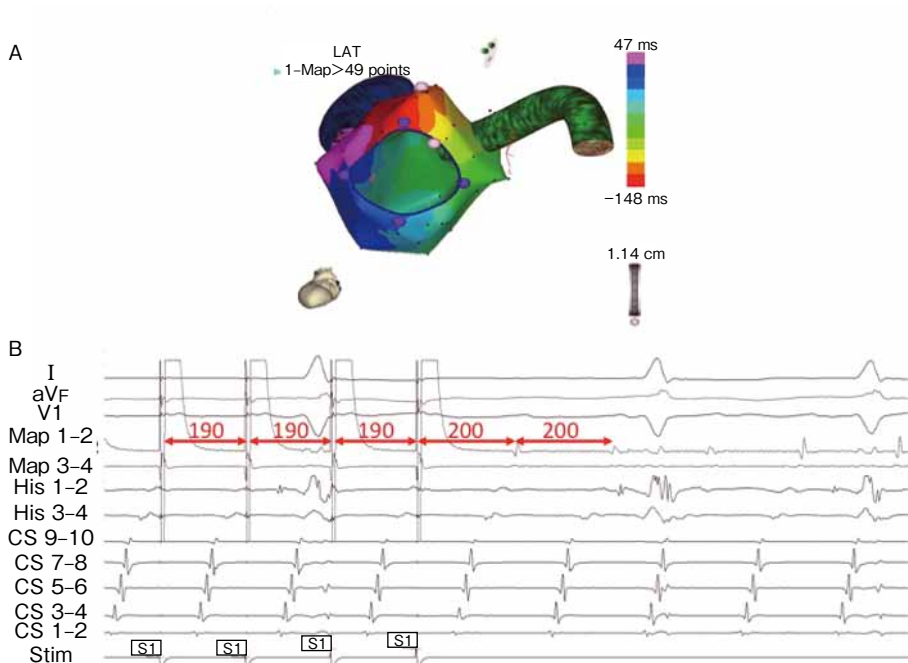 A
LAT
1-Map>49 points
47 ms
-148 ms
1.14 cm
B
I
aVF
V1
190 190 190 200 200
Map 1-2
Map 3-4
His 1-2
His 3-4
CS 9-10
CS 7-8
CS 5-6
CS 3-4
CS 1-2
S1 S1 S1 S1
Stim